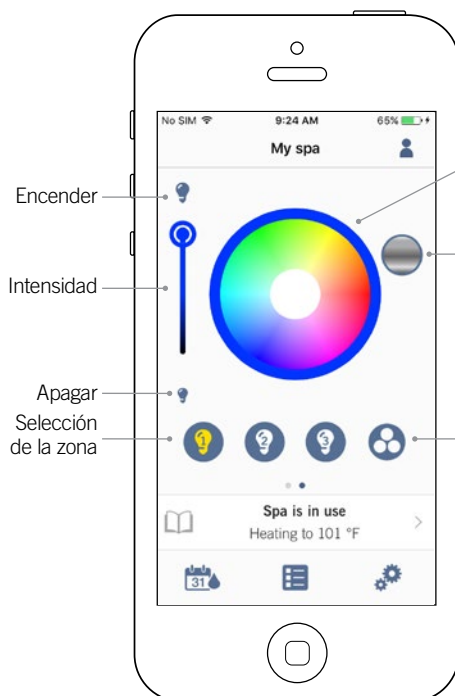 No SIM 9:24 AM 65%
My spa
Encender
Intensidad
Apagar
Selección
de la zona
1 2 3
Spa is in use
Heating to 101 °F
31